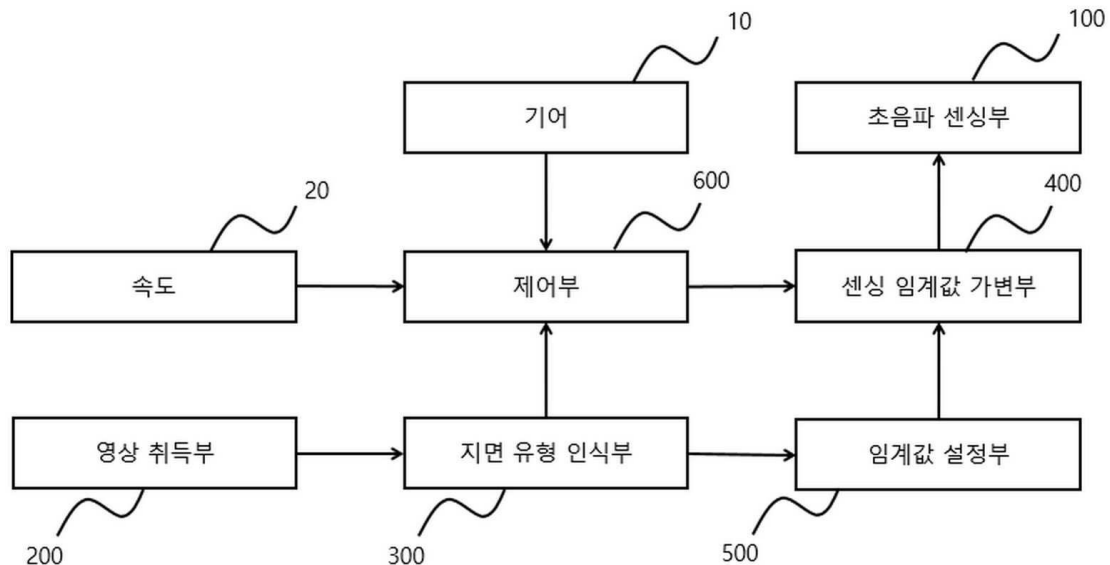 10
100
기어
초음파 센싱부
20
600
400
속도
제어부
센싱 임계값 가변부
영상 취득부
지면 유형 인식부
임계값 설정부
200
300
500